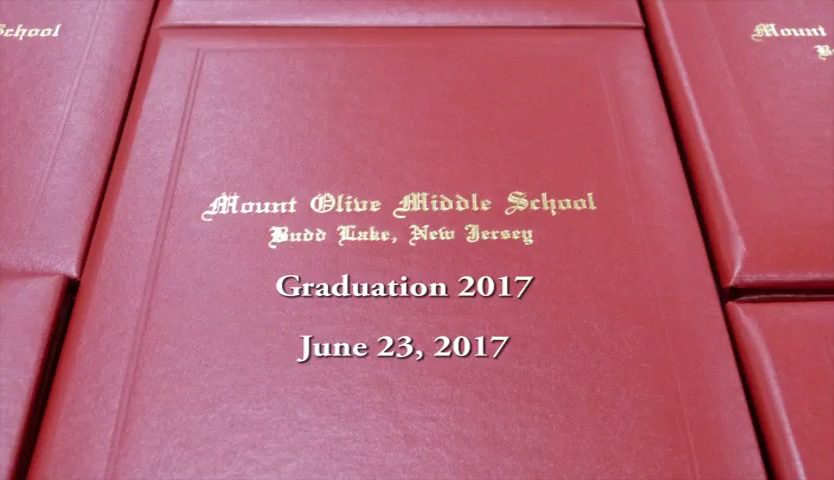 School
Mount
Mount Olive Middle School
Budd Lake, New Jersey
Graduation 2017
June 23, 2017